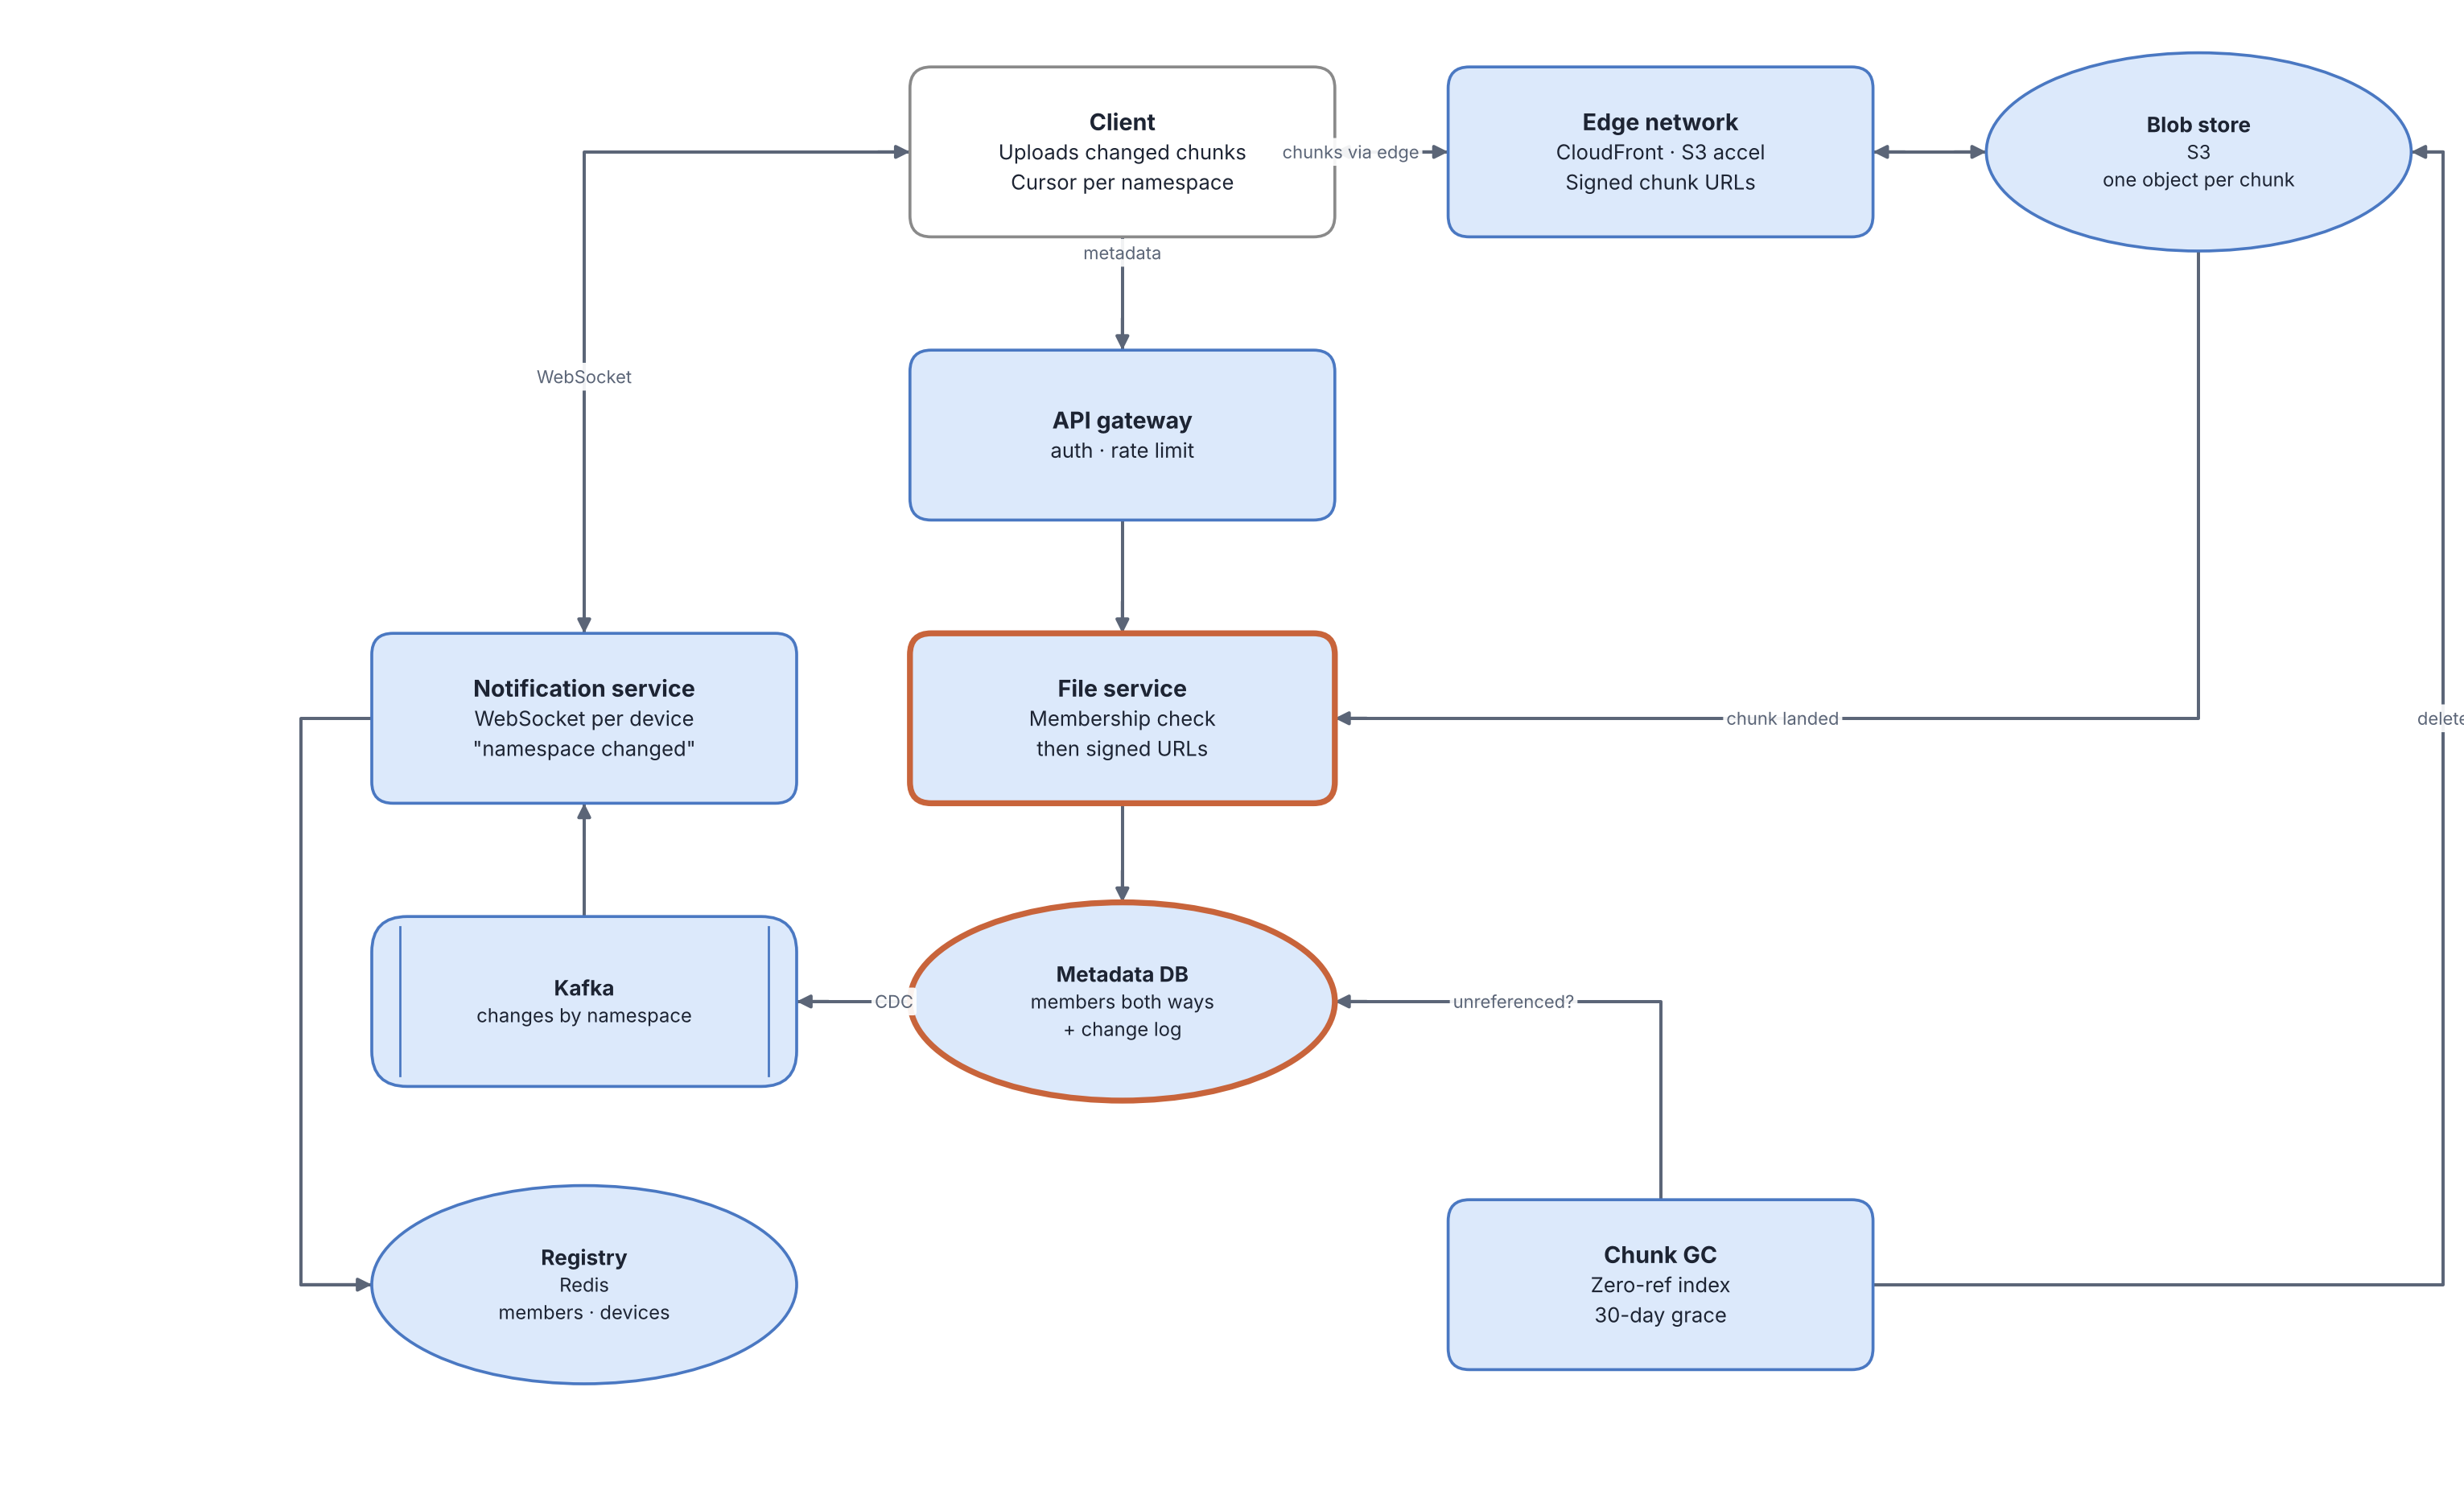 Client
Uploads changed chunks
Cursor per namespace
chunks via edge
Edge network
CloudFront · S3 accel
Signed chunk URLs
Blob store
S3
one object per chunk
metadata
WebSocket
API gateway
auth · rate limit
Notification service
WebSocket per device
"namespace changed"
File service
Membership check
then signed URLs
chunk landed
delete
Kafka
changes by namespace
CDC
Metadata DB
members both ways
+ change log
unreferenced?
Registry
Redis
members · devices
Chunk GC
Zero-ref index
30-day grace